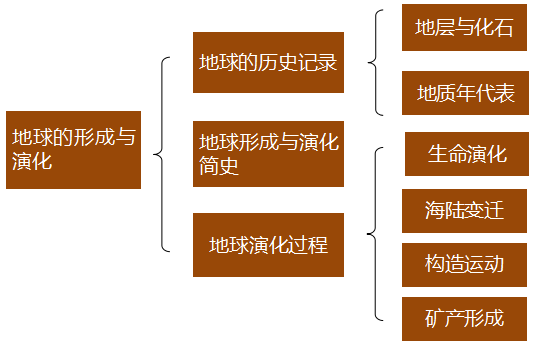 地球的形成与
演化
地球的历史记录
地层与化石
地质年代表
地球形成与演化
简史
地球演化过程
生命演化
海陆变迁
构造运动
矿产形成